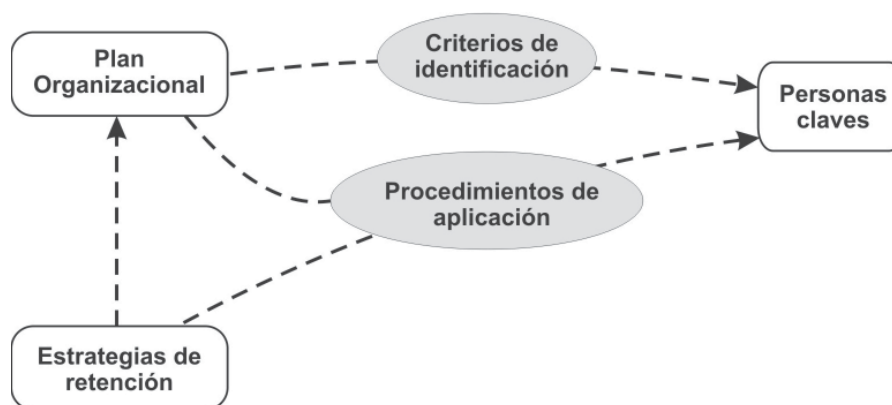 Plan
Organizacional
Criterios de
identificación
Personas
claves
Procedimientos de
aplicación
Estrategias de
retención